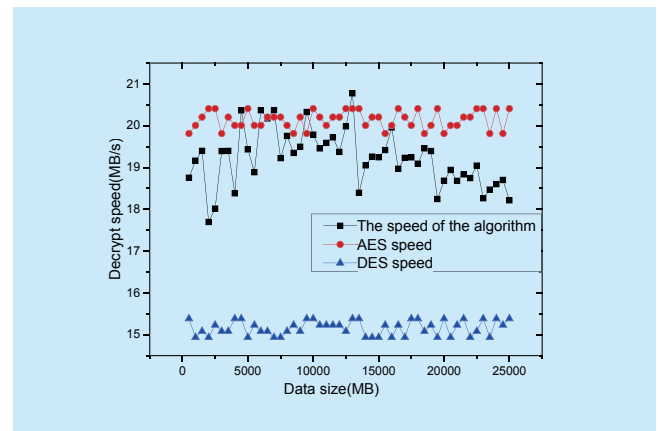 21
20
19
18
17
16
15
Decrypt speed(MB/s)
The speed of the algorithm
AES speed
DES speed
0 5000 10000 15000 20000 25000
Data size(MB)